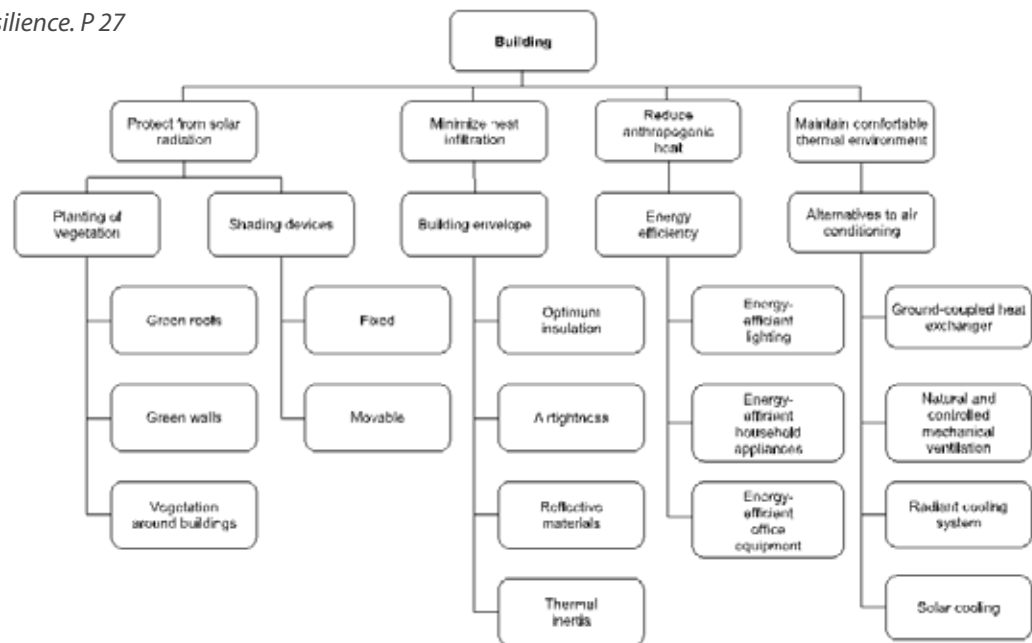 silience. P 27
Building
Protect from solar
radiation
Minimize heat
infiltration
Reduce
anthropogenic
heat
Maintain comfortable
thermal environment
Planting of
vegetation
Shading devices
Building envelope
Energy
efficiency
Alternatives to air
conditioning
Green roofs
Fixed
Optimum
insulation
Energy-
efficient
lighting
Ground-coupled heat
exchanger
Green walls
Movable
Airtightness
Energy-
efficient
household
appliances
Natural and
controlled
mechanical
ventilation
Vegetation
around buildings
Reflective
materials
Energy-
efficient
office
equipment
Radiant cooling
system
Thermal
inertia
Solar cooling